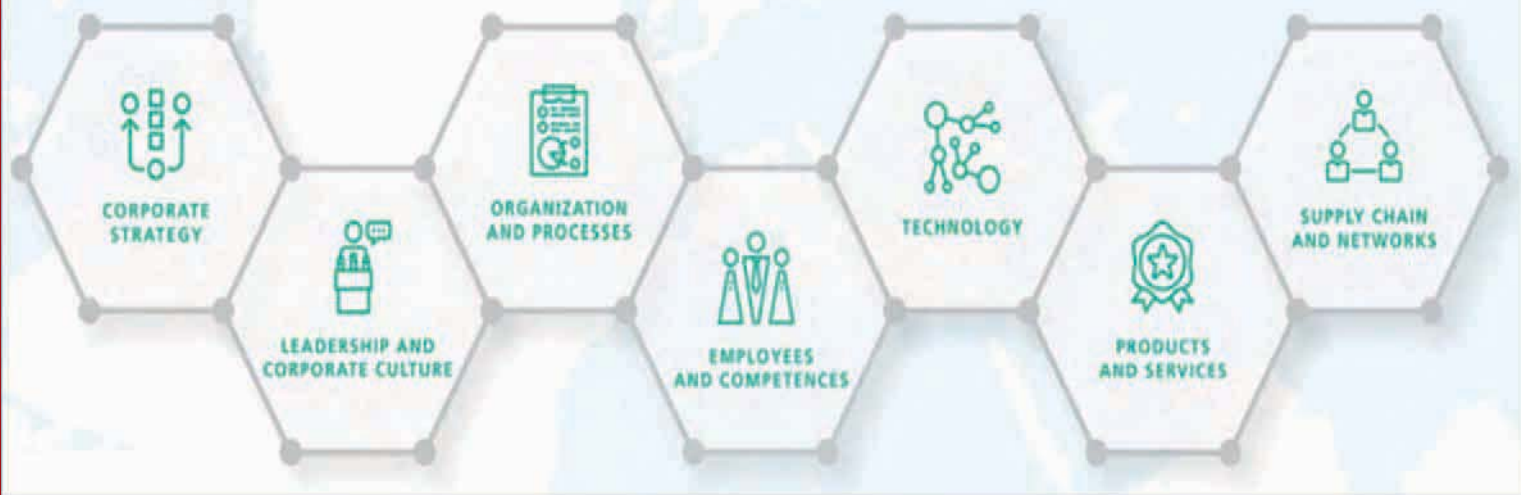 CORPORATE
STRATEGY
LEADERSHIP AND
CORPORATE CULTURE
ORGANIZATION
AND PROCESSES
EMPLOYEES
AND COMPETENCES
TECHNOLOGY
PRODUCTS
AND SERVICES
SUPPLY CHAIN
AND NETWORKS